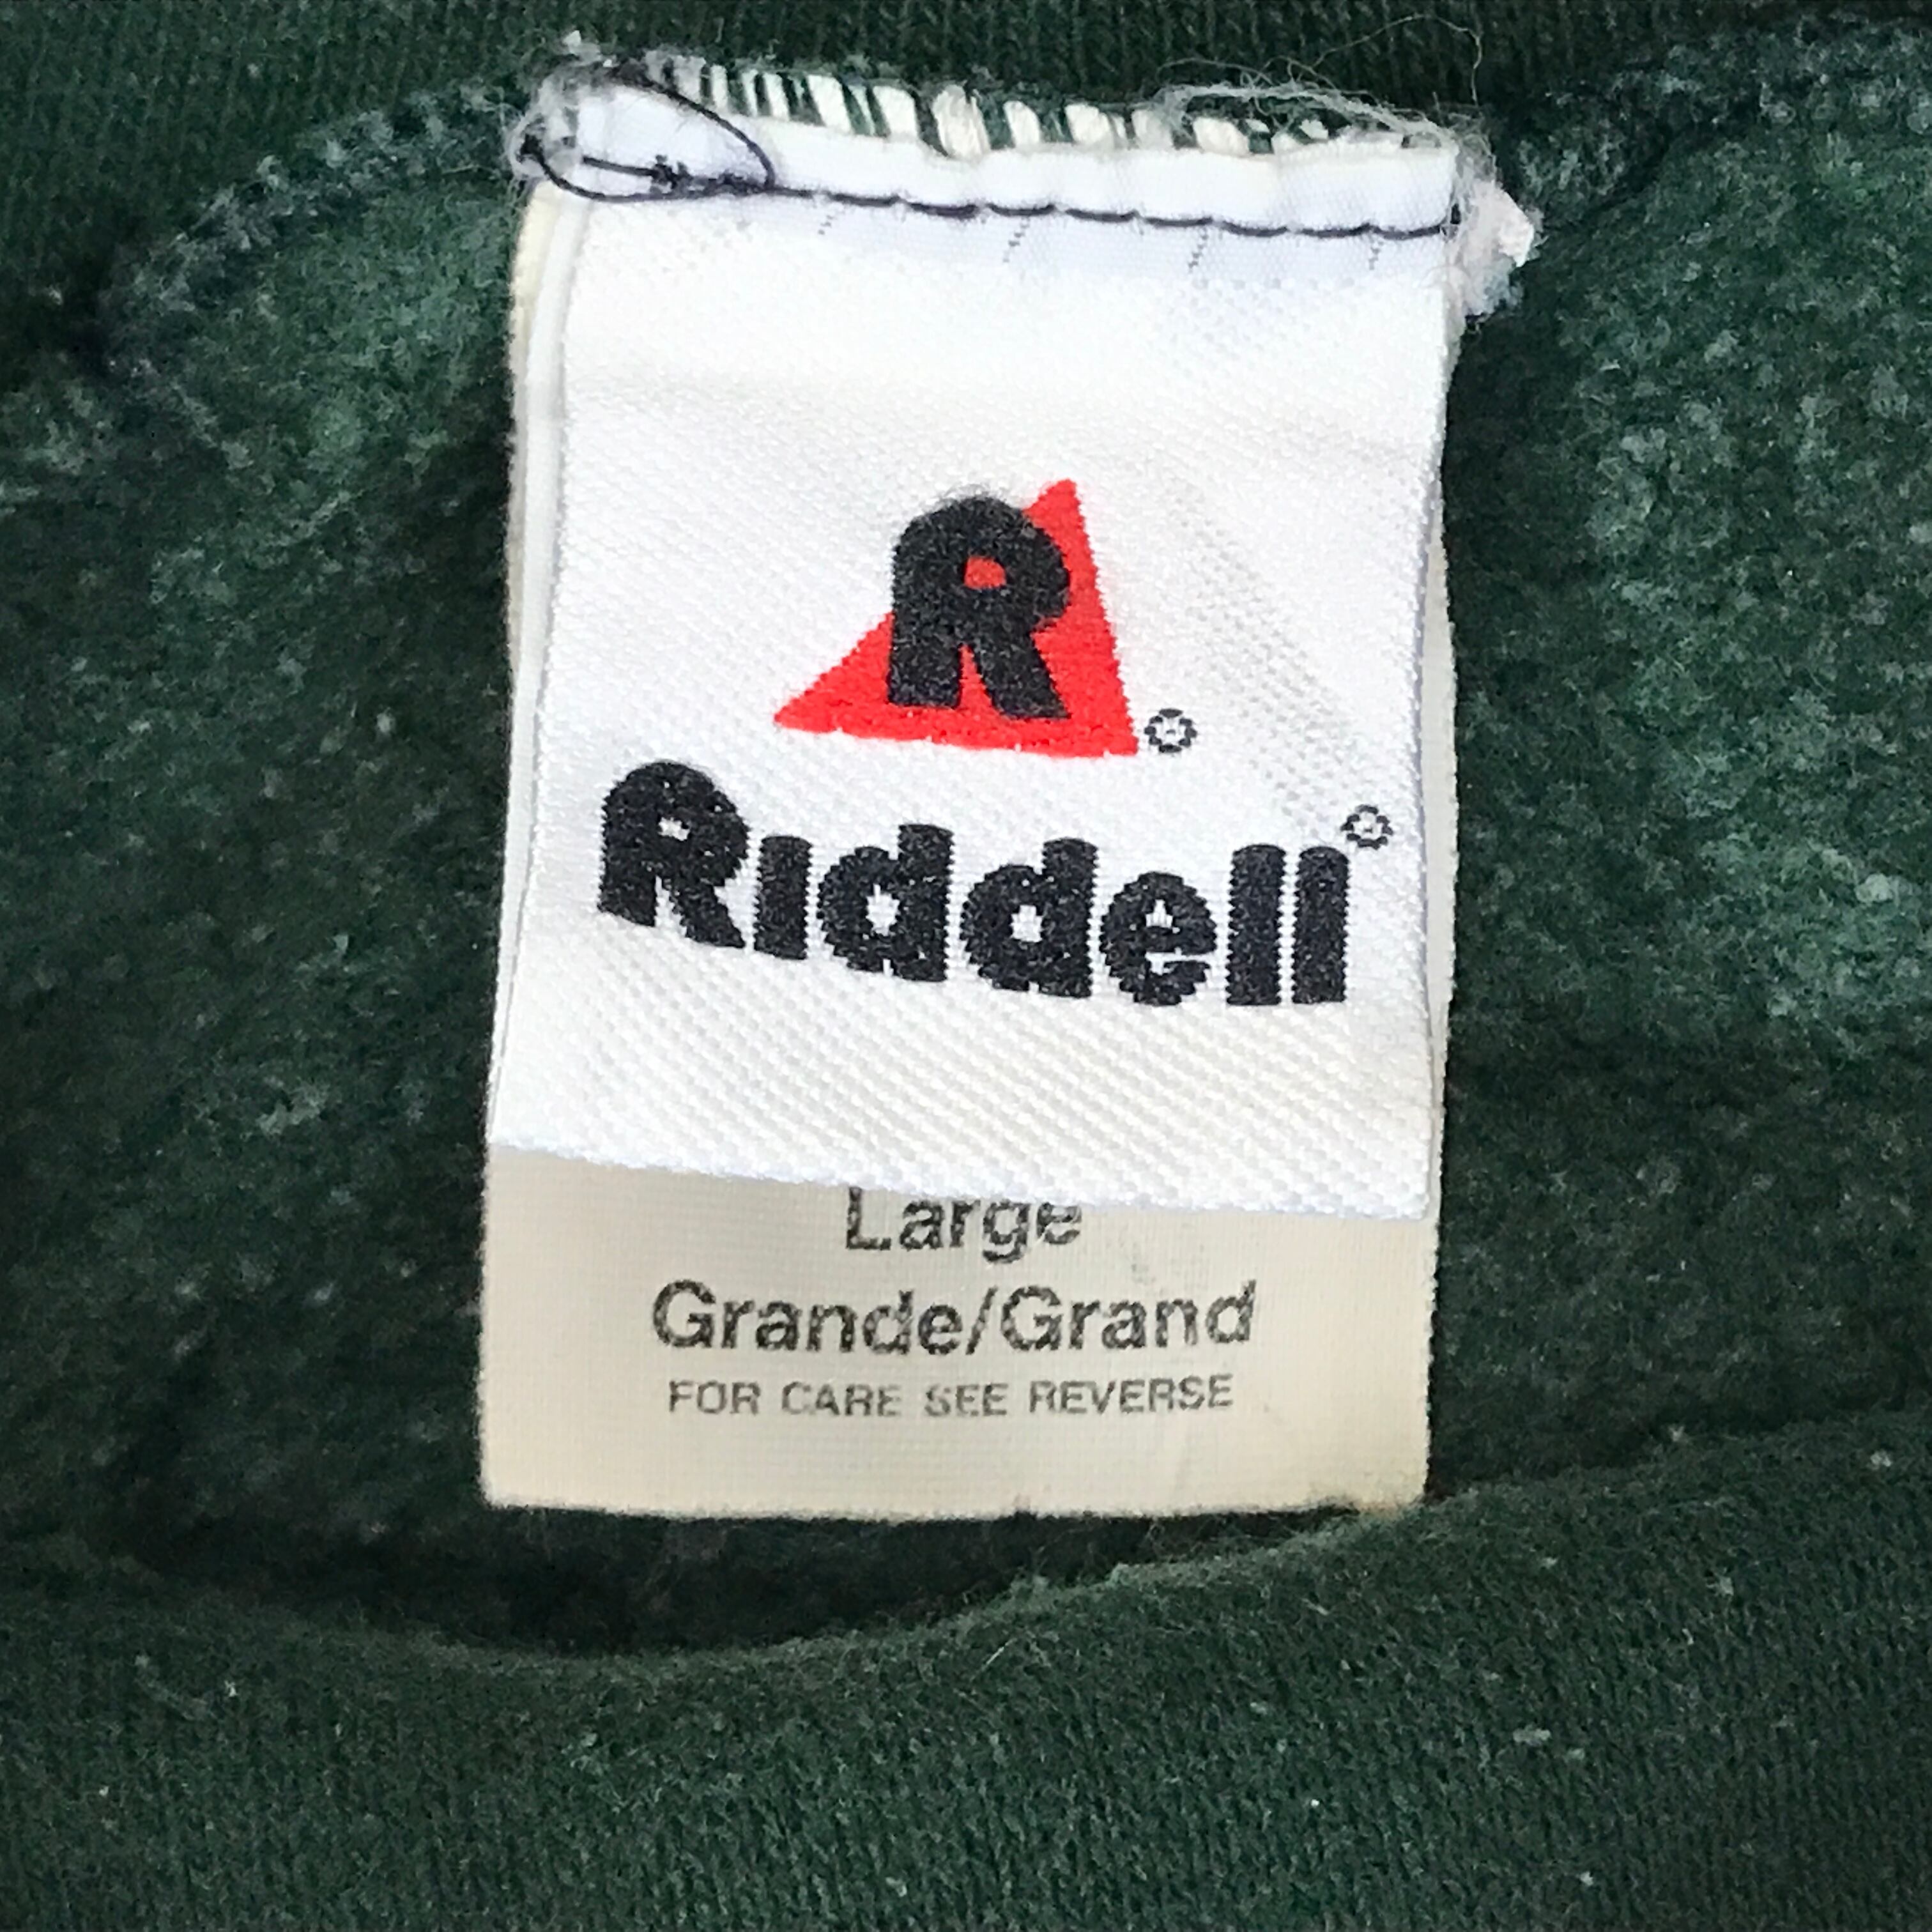 R®
Riddell®
Large
Grande/Grand
FOR CARE SEE REVERSE